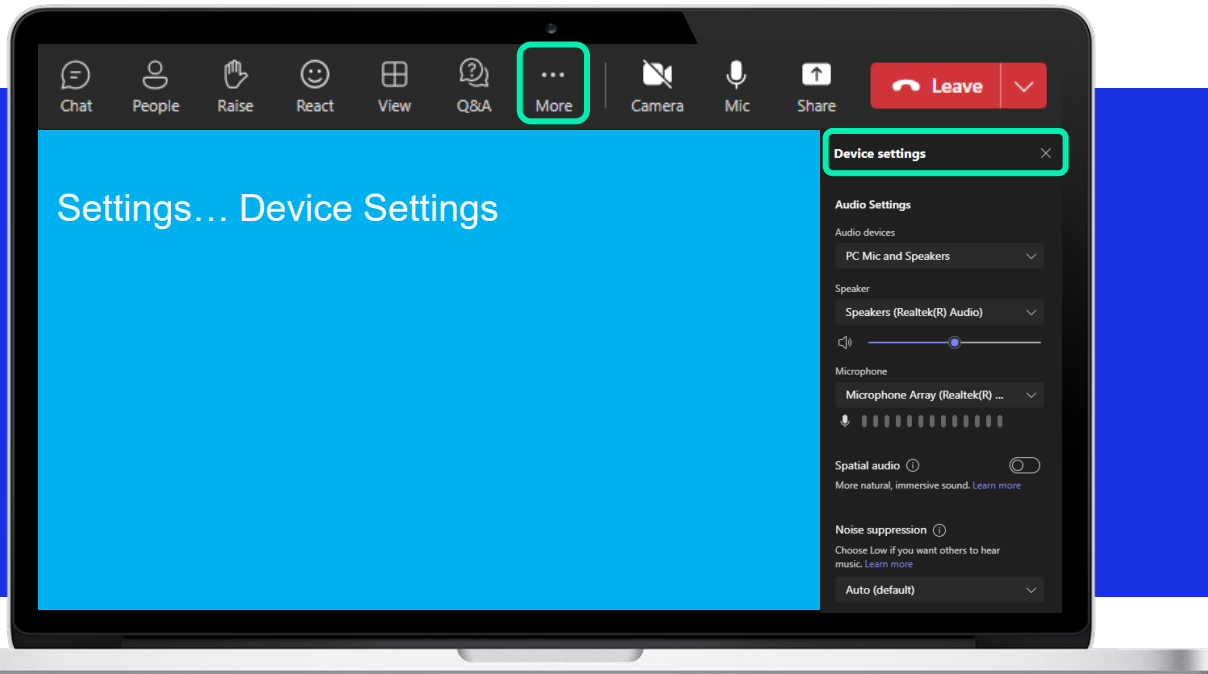 Chat People Raise React View Q&A More Camera Mic Share Leave
Settings… Device Settings
Device settings
Audio Settings
Audio devices
PC Mic and Speakers
Speaker
Speakers (Realtek(R) Audio)
Microphone
Microphone Array (Realtek(R) ...
Spatial audio
More natural, immersive sound. Learn more
Noise suppression
Choose Low if you want others to hear
music. Learn more
Auto (default)